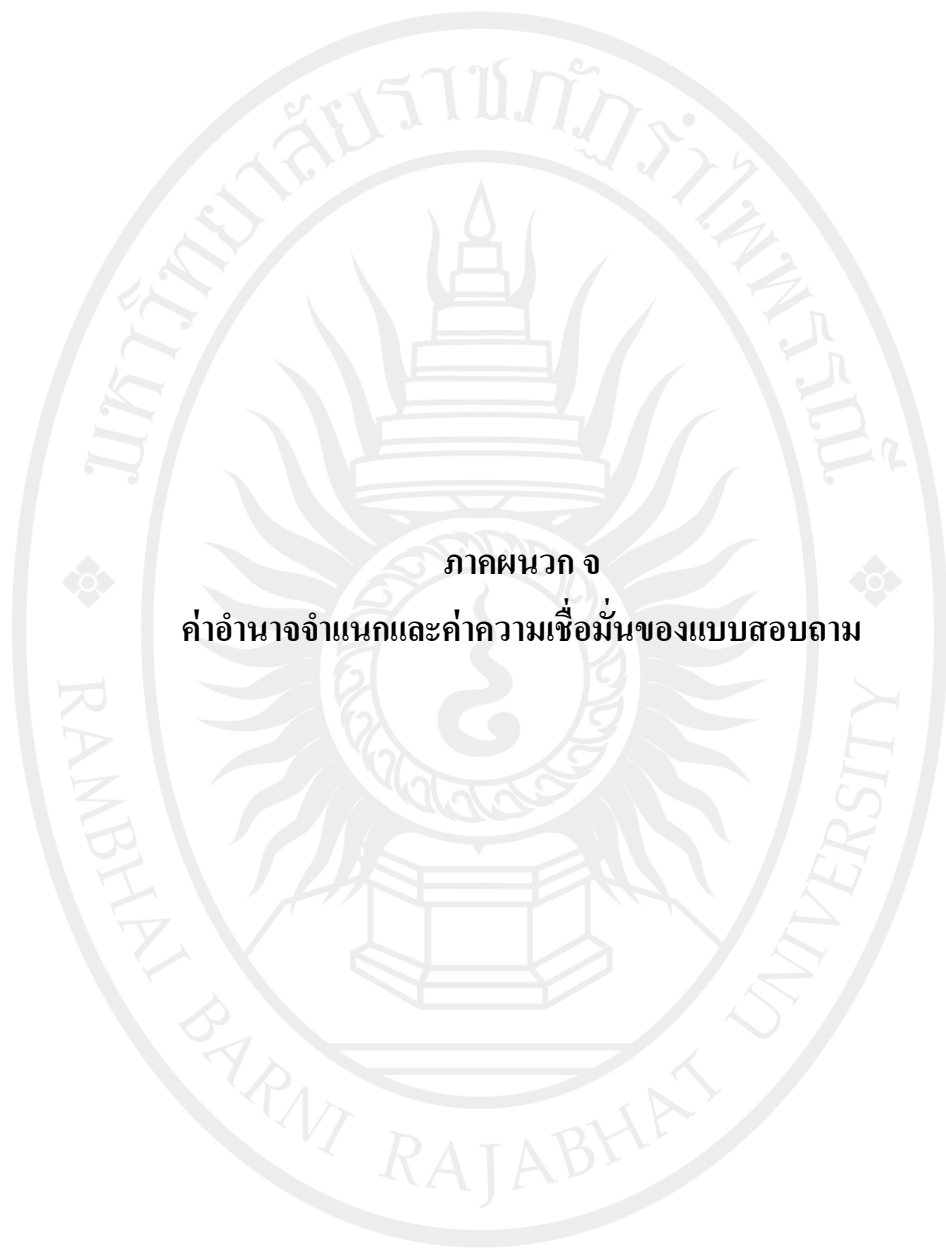 มหาวิทยาลัยราชภัฏรำไพพรรณี
ภาคผนวก จ
ค่าอำนาจจำแนกและค่าความเชื่อมั่นของแบบสอบถาม
RAMBHAI BARNI RAJABHAT UNIVERSITY